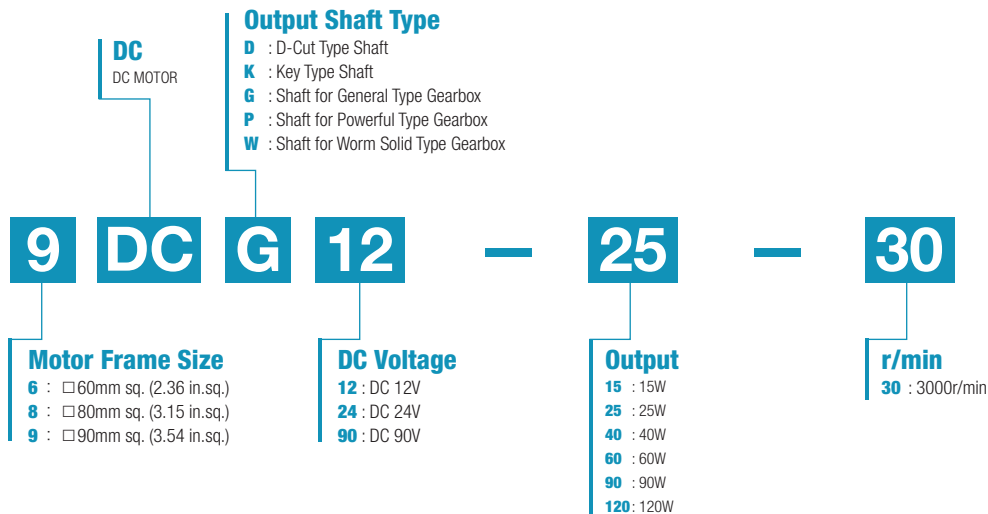 Output Shaft Type
D : D-Cut Type Shaft
K : Key Type Shaft
G : Shaft for General Type Gearbox
P : Shaft for Powerful Type Gearbox
W : Shaft for Worm Solid Type Gearbox
DC
DC MOTOR
9 DC G 12 — 25 — 30
Motor Frame Size
6 : □60mm sq. (2.36 in.sq.)
8 : □80mm sq. (3.15 in.sq.)
9 : □90mm sq. (3.54 in.sq.)
DC Voltage
12 : DC 12V
24 : DC 24V
90 : DC 90V
Output
15 : 15W
25 : 25W
40 : 40W
60 : 60W
90 : 90W
120 : 120W
r/min
30 : 3000r/min